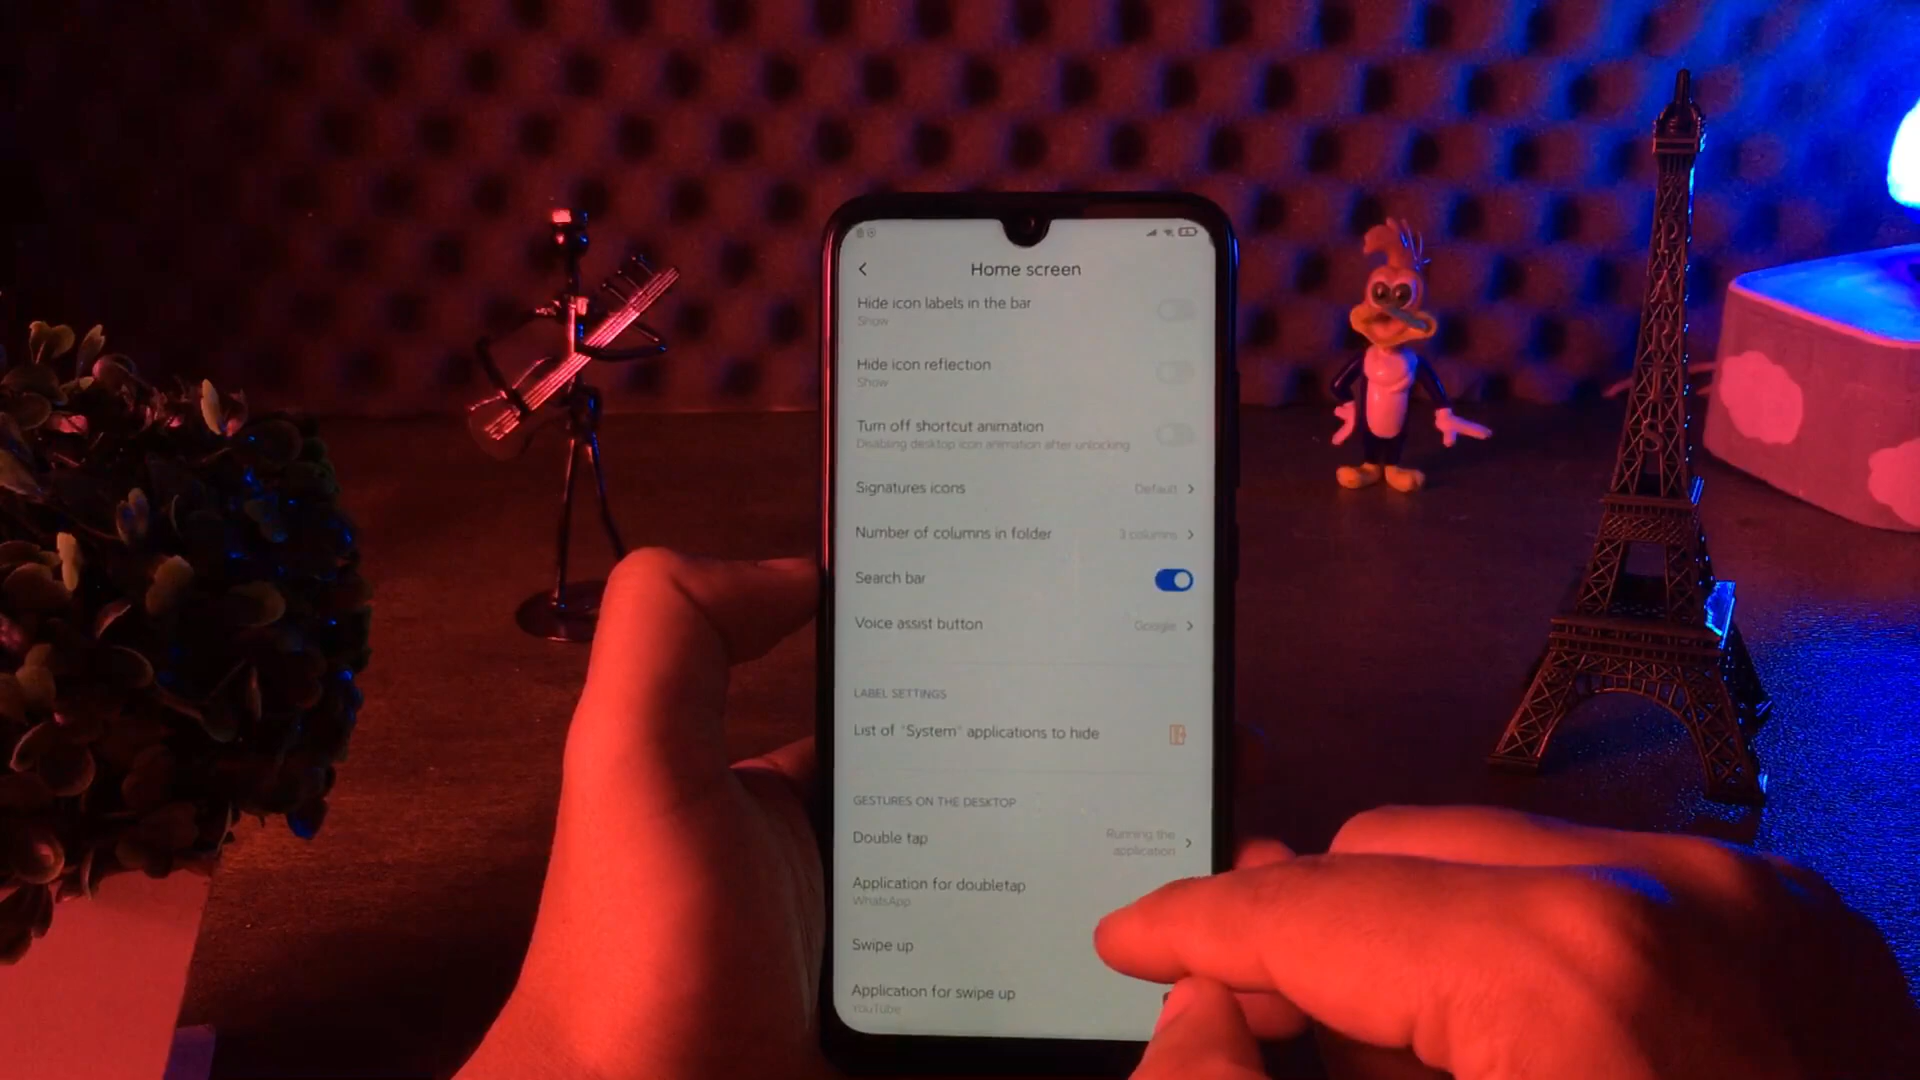 Home screen
Hide icon labels in the bar
Show
Hide icon reflection
Show
Turn off shortcut animation
Disabling desktop icon animation after unlocking
Signatures icons
Default
Number of columns in folder
3 columns
Search bar
Voice assist button
Google
LABEL SETTINGS
List of "System" applications to hide
GESTURES ON THE DESKTOP
Double tap
Running the
application
Application for doubletap
WhatsApp
Swipe up
Application for swipe up
YouTube